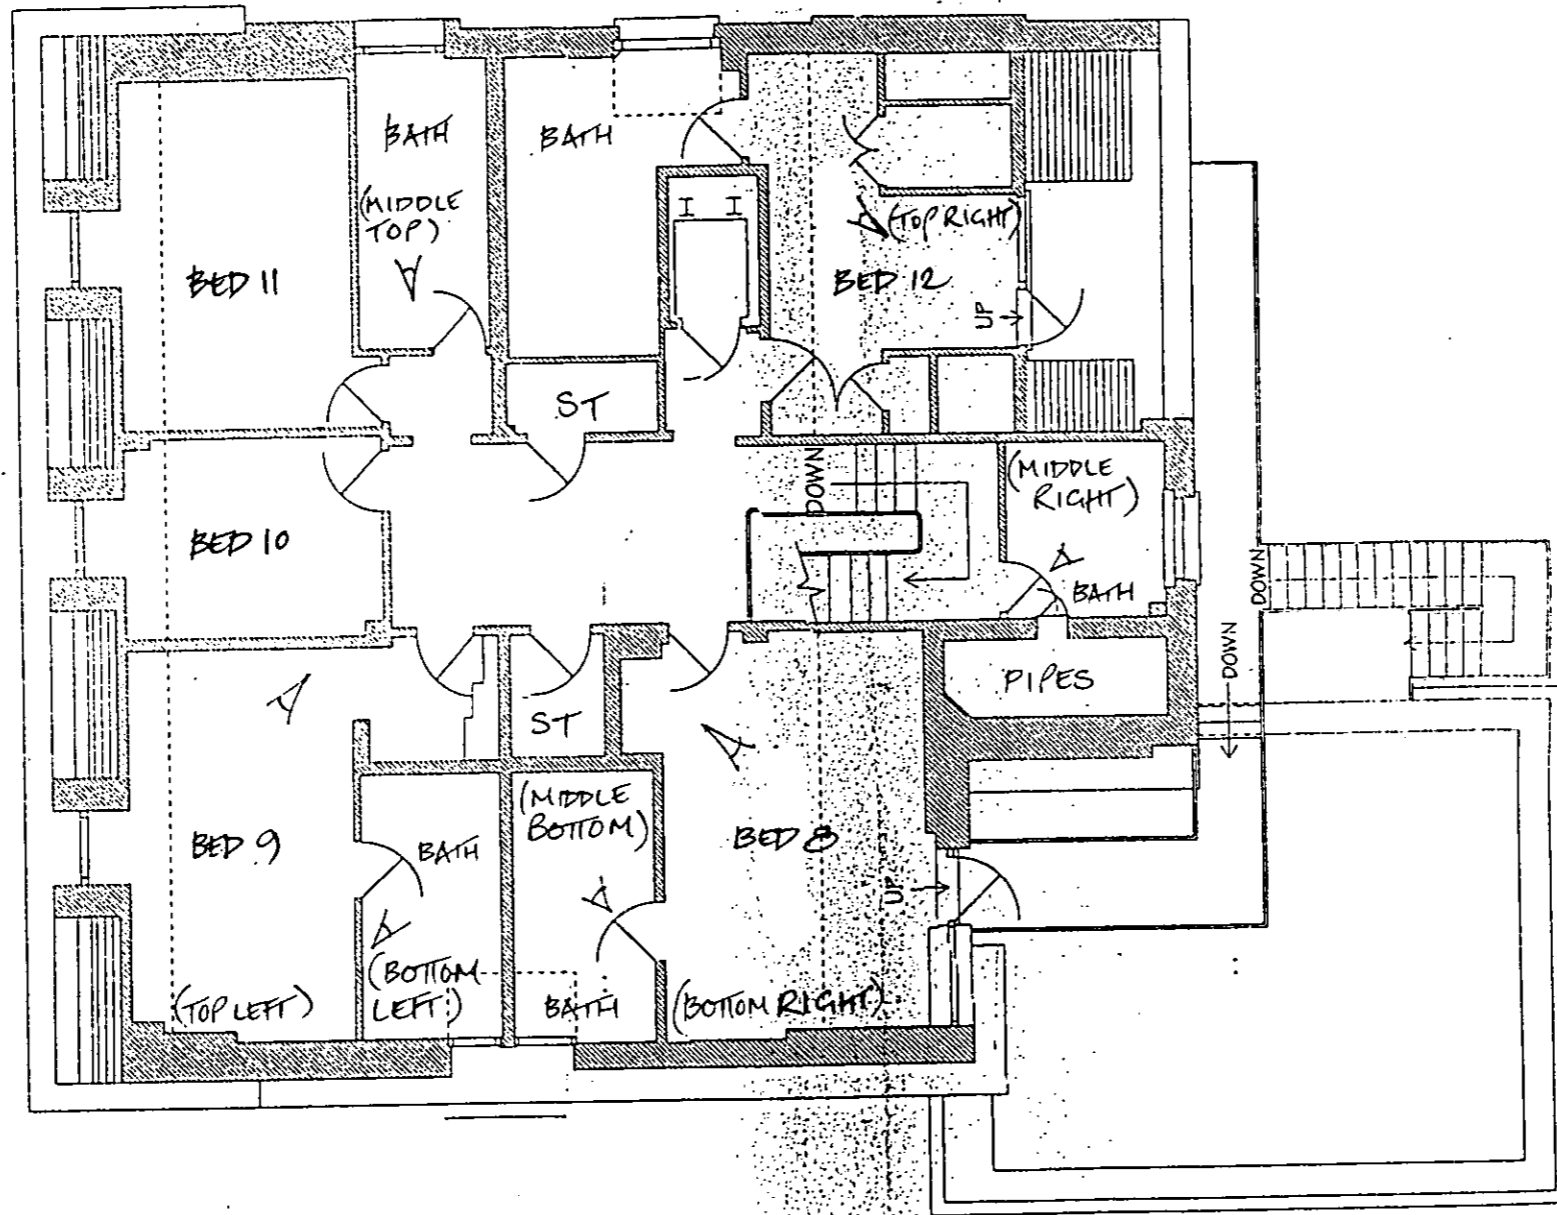 BATH
BATH
(MIDDLE
TOP)
I I
(TOP RIGHT)
BED 11
BED 12
UP
ST
DOWN
(MIDDLE
RIGHT)
BED 10
DOWN
BATH
DOWN
PIPES
ST
(MIDDLE
BOTTOM)
BED 9
BATH
BED 8
UP
(BOTTOM
LEFT)
(TOP LEFT)
BATH
(BOTTOM RIGHT)